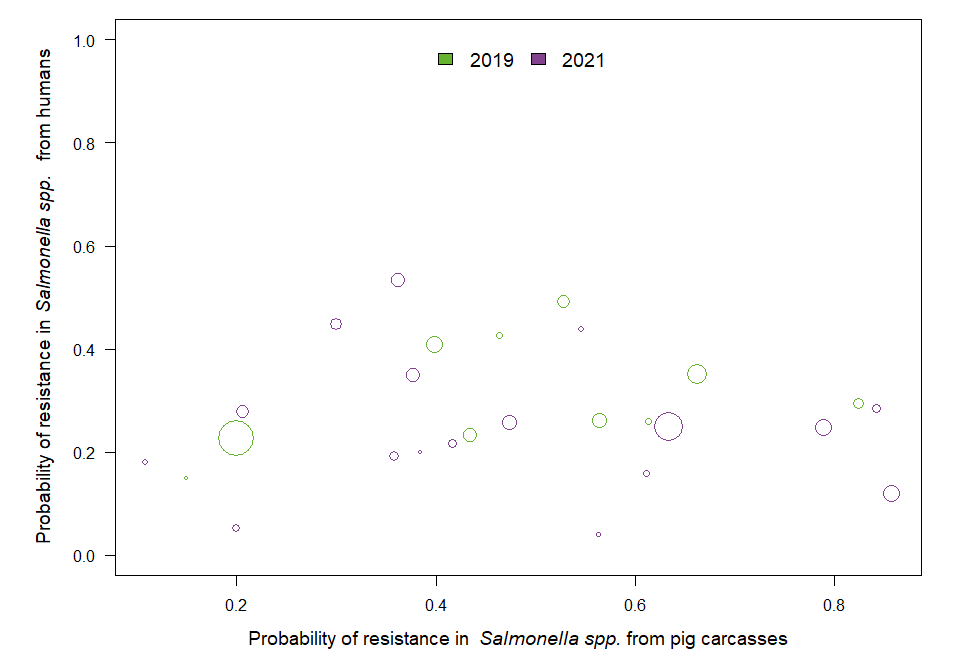 2019 2021
Probability of resistance in Salmonella spp. from humans
1.0
0.8
0.6
0.4
0.2
0.0
0.2 0.4 0.6 0.8
Probability of resistance in Salmonella spp. from pig carcasses